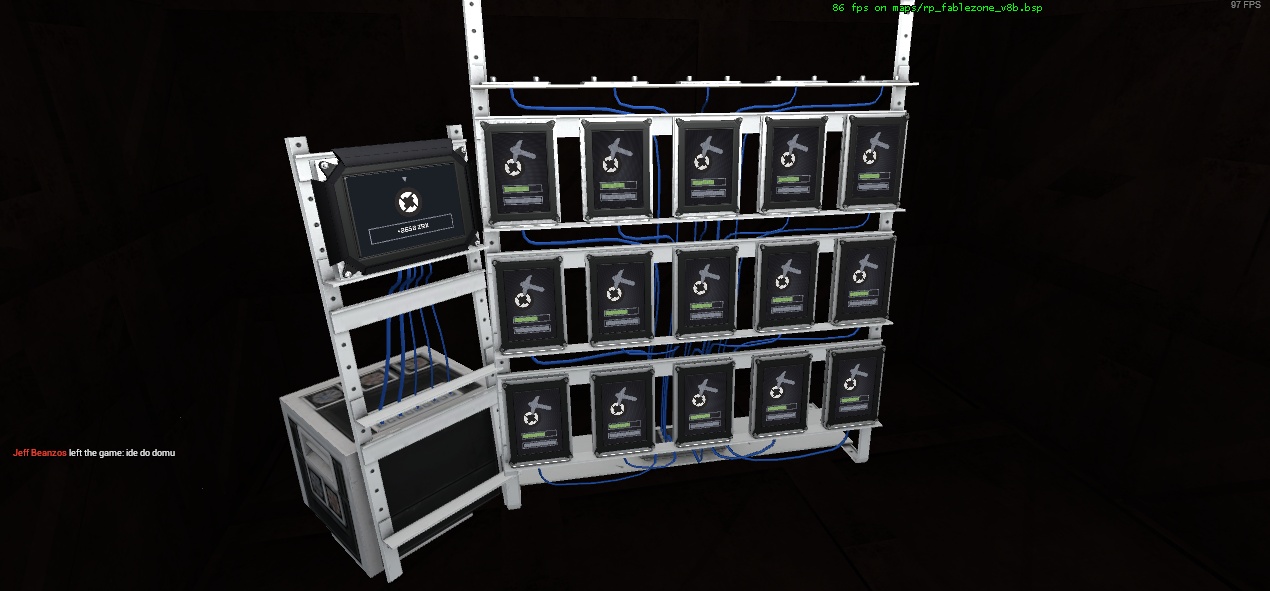 86 fps on maps/rp_fablezone_v8b.bsp
97 FPS
Jeff Beanzos left the game: ide do domu